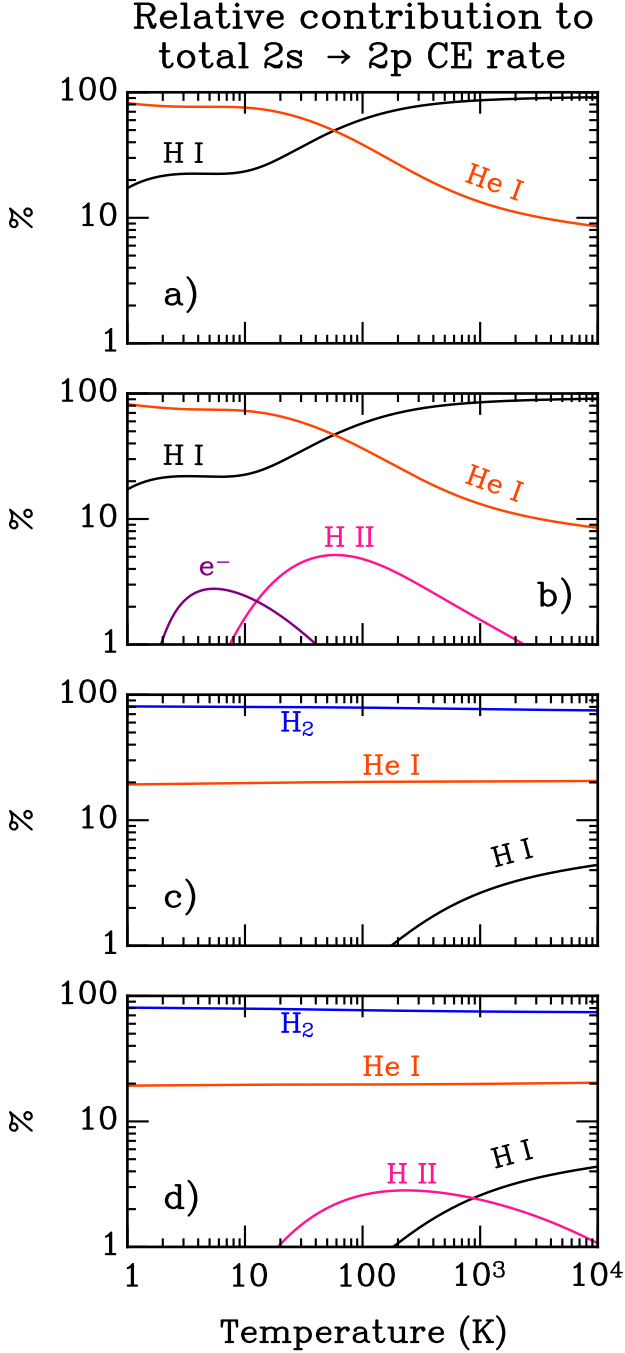 Relative contribution to
total 2s → 2p CE rate
100
H I
He I
%
10
a)
1
100
H I
He I
%
10
H II
e⁻
b)
1
100
H₂
He I
%
10
H I
c)
1
100
H₂
He I
%
10
H I
H II
d)
1
1 10 100 10³ 10⁴
Temperature (K)